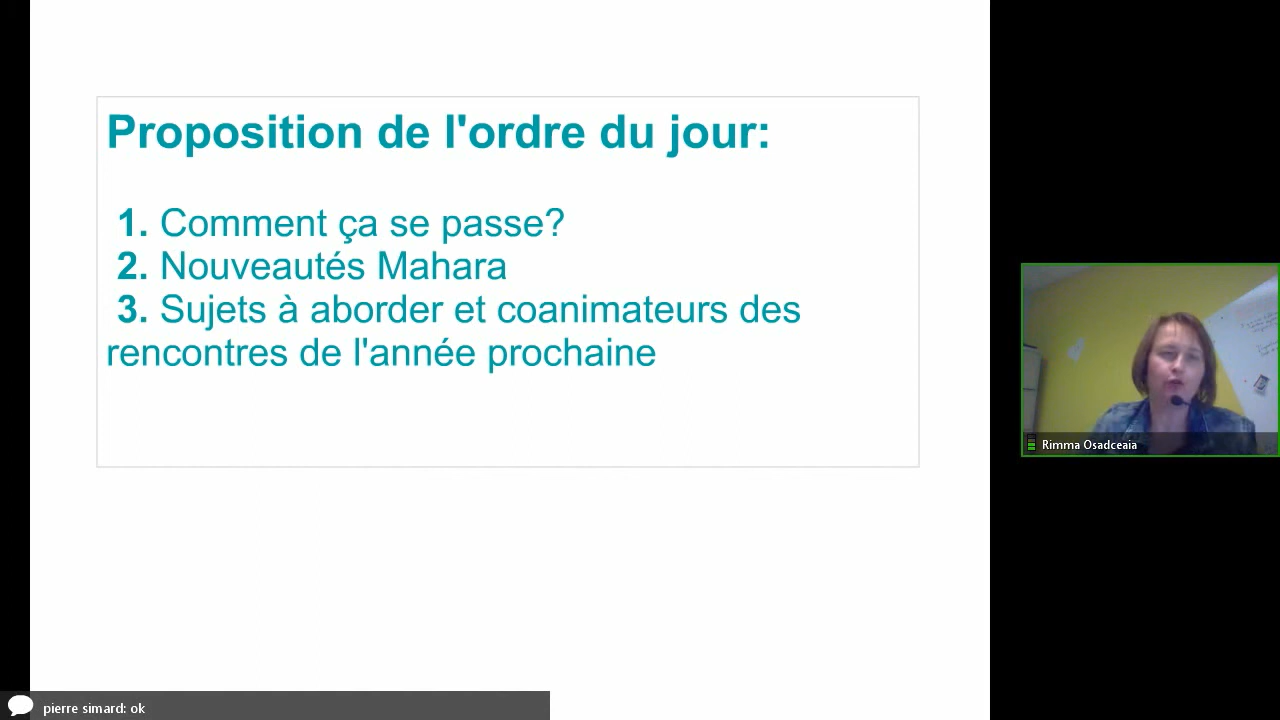 Proposition de l'ordre du jour:
1. Comment ça se passe?
2. Nouveautés Mahara
3. Sujets à aborder et coanimateurs des
rencontres de l'année prochaine
Rimma Osadceaia
pierre simard: ok